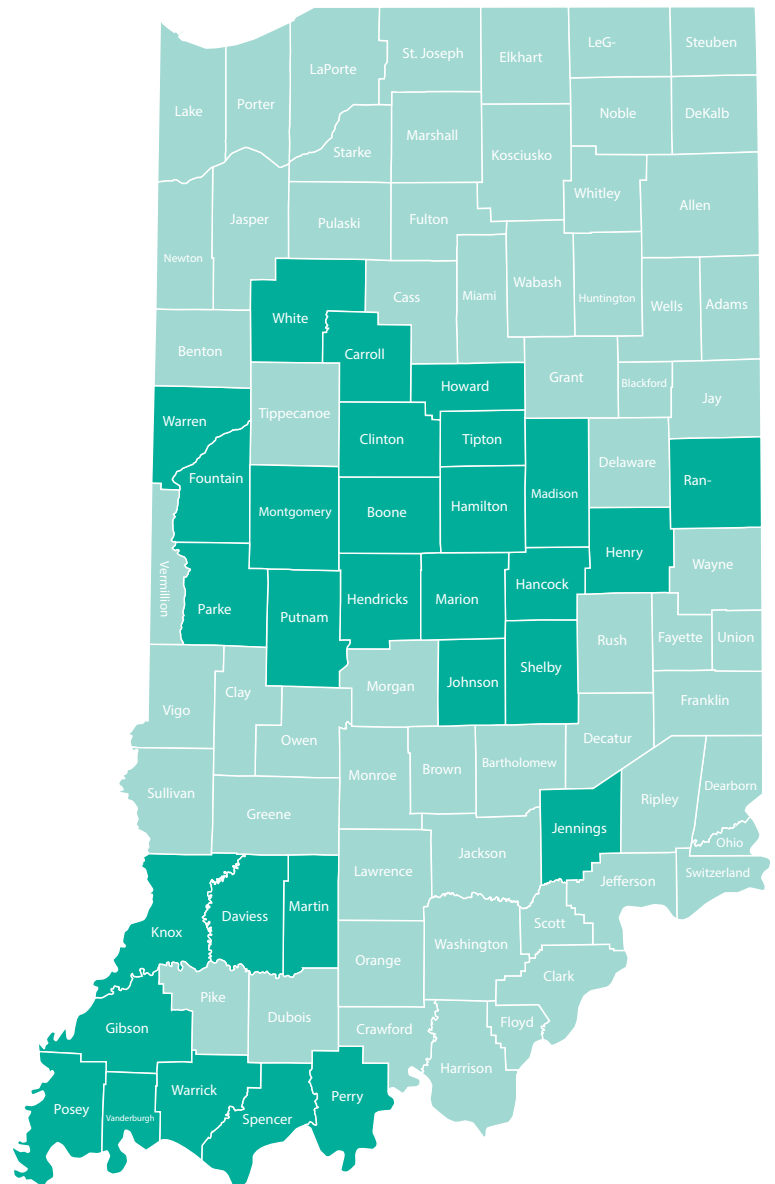 LeG-
Steuben
St. Joseph
Elkhart
LaPorte
Porter
Lake
Noble
DeKalb
Marshall
Starke
Kosciusko
Whitley
Allen
Jasper
Pulaski
Fulton
Newton
Cass
Miami
Wabash
Huntington
Wells
Adams
White
Benton
Carroll
Howard
Grant
Blackford
Jay
Warren
Tippecanoe
Clinton
Tipton
Delaware
Ran-
Fountain
Montgomery
Boone
Hamilton
Madison
Henry
Wayne
Vermillion
Parke
Putnam
Hendricks
Marion
Hancock
Rush
Fayette
Union
Shelby
Johnson
Morgan
Clay
Vigo
Franklin
Owen
Decatur
Monroe
Brown
Bartholomew
Sullivan
Dearborn
Ripley
Greene
Jennings
Ohio
Jackson
Lawrence
Switzerland
Jefferson
Martin
Daviess
Knox
Scott
Washington
Orange
Clark
Pike
Dubois
Gibson
Crawford
Floyd
Harrison
Warrick
Perry
Posey
Vanderburgh
Spencer